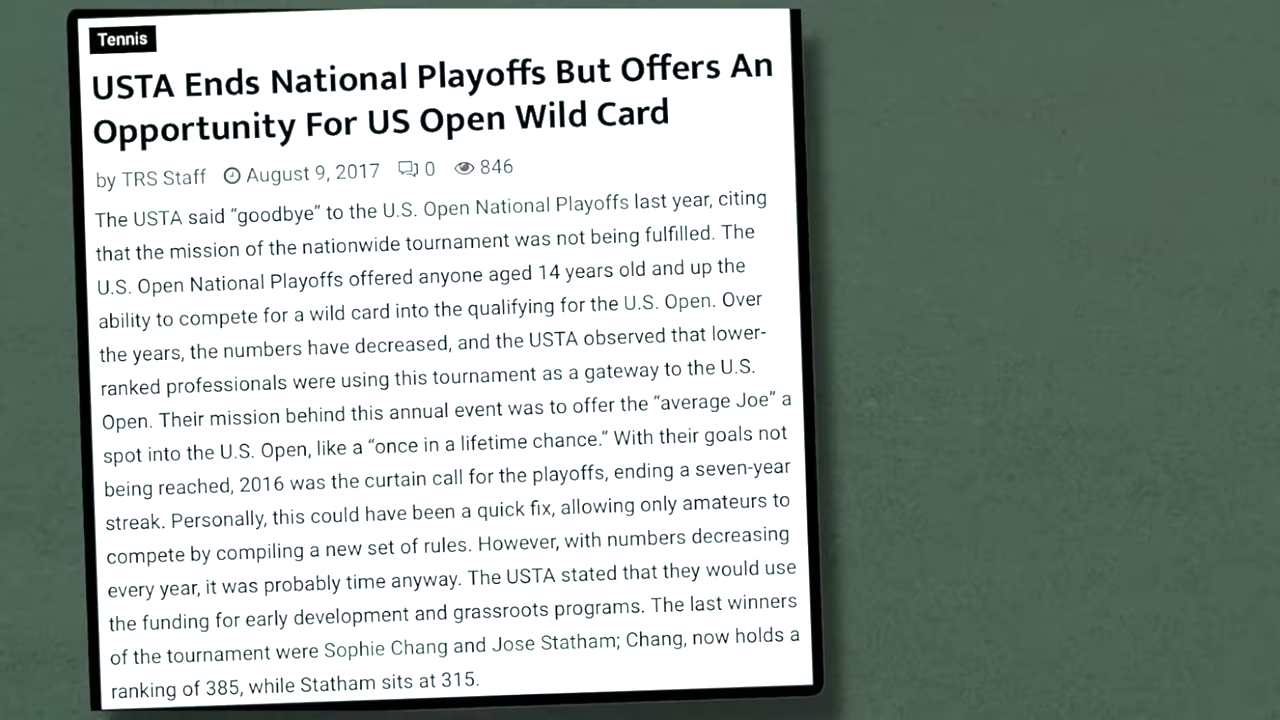 Tennis
USTA Ends National Playoffs But Offers An
Opportunity For US Open Wild Card
by TRS Staff August 9, 2017 0 846
The USTA said “goodbye” to the U.S. Open National Playoffs last year, citing
that the mission of the nationwide tournament was not being fulfilled. The
U.S. Open National Playoffs offered anyone aged 14 years old and up the
ability to compete for a wild card into the qualifying for the U.S. Open. Over
the years, the numbers have decreased, and the USTA observed that lower-
ranked professionals were using this tournament as a gateway to the U.S.
Open. Their mission behind this annual event was to offer the “average Joe” a
spot into the U.S. Open, like a “once in a lifetime chance.” With their goals not
being reached, 2016 was the curtain call for the playoffs, ending a seven-year
streak. Personally, this could have been a quick fix, allowing only amateurs to
compete by compiling a new set of rules. However, with numbers decreasing
every year, it was probably time anyway. The USTA stated that they would use
the funding for early development and grassroots programs. The last winners
of the tournament were Sophie Chang and Jose Statham; Chang, now holds a
ranking of 385, while Statham sits at 315.